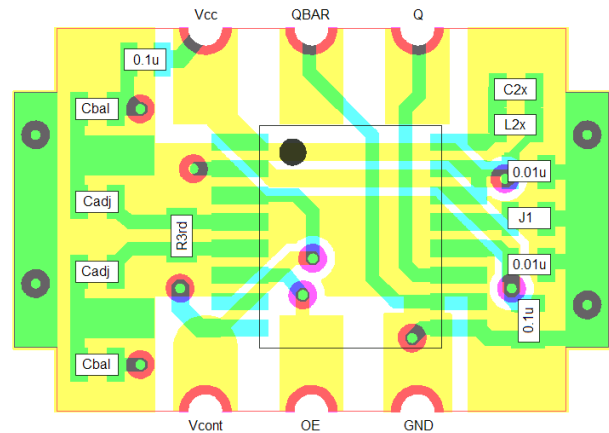 Vcc QBAR Q
0.1u
C2x
Cbal
L2x
0.01u
Cadj
J1
R3rd
Cadj
0.01u
0.1u
Cbal
Vcont OE GND